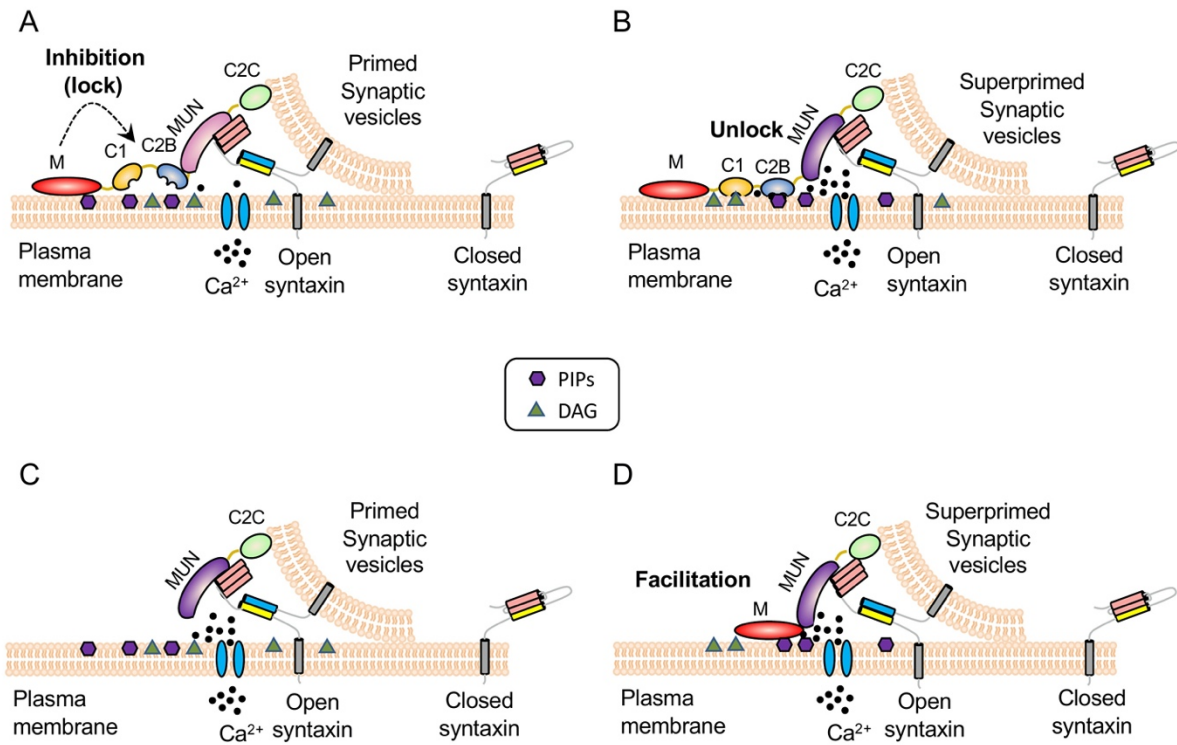 A
Inhibition
(lock)
M
C1
C2B
MUN
C2C
Primed
Synaptic
vesicles
Plasma
membrane
Ca2+
Open
syntaxin
Closed
syntaxin
B
Unlock
M
C1
C2B
MUN
C2C
Superprimed
Synaptic
vesicles
Plasma
membrane
Ca2+
Open
syntaxin
Closed
syntaxin
PIPs
DAG
C
MUN
C2C
Primed
Synaptic
vesicles
Plasma
membrane
Ca2+
Open
syntaxin
Closed
syntaxin
D
Facilitation
M
MUN
C2C
Superprimed
Synaptic
vesicles
Plasma
membrane
Ca2+
Open
syntaxin
Closed
syntaxin